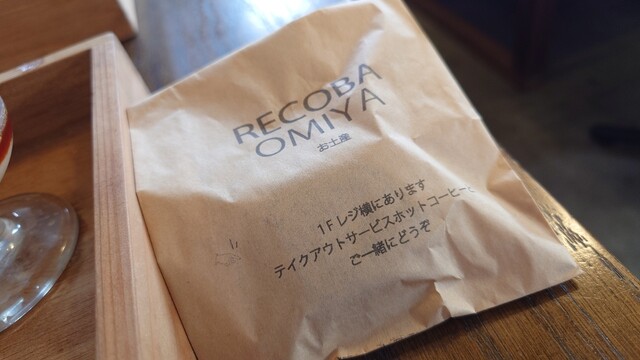 RECOBA
OMIYA
お土産
1Fレジ横にあります
テイクアウトサービスホットコーヒーと
ご一緒にどうぞ